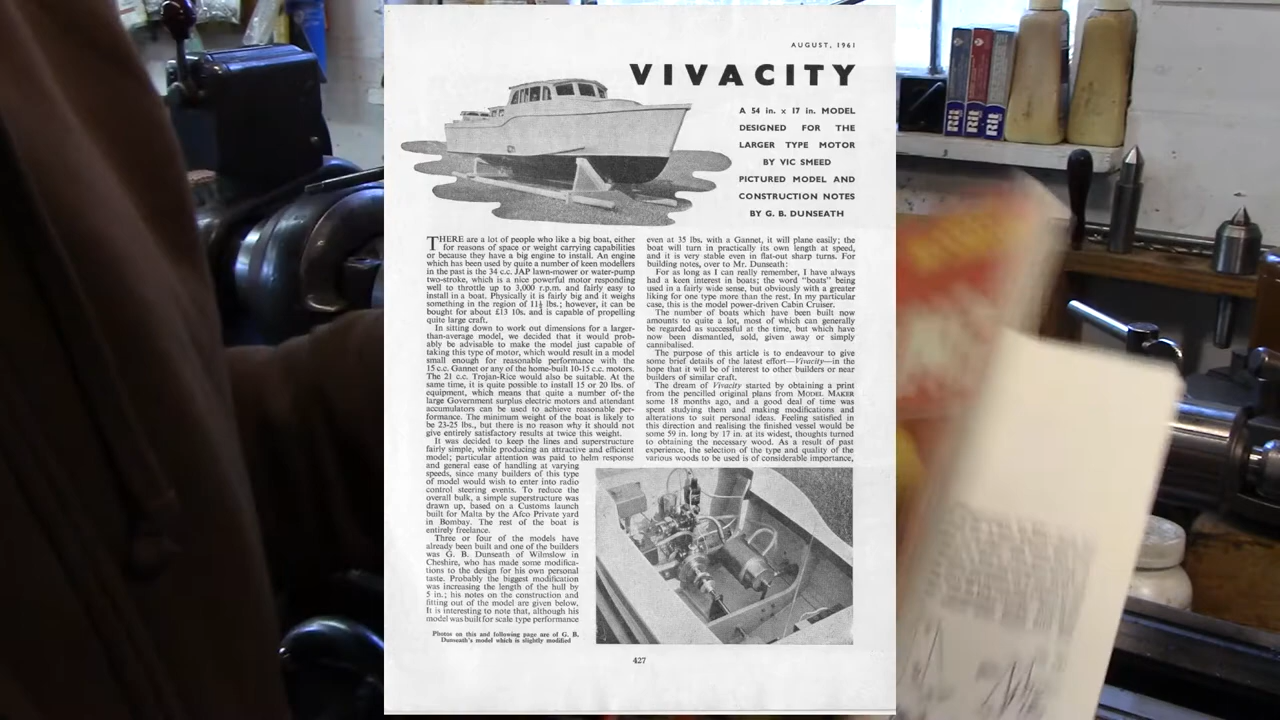 AUGUST, 1961
VIVACITY
A 54 in. x 17 in. MODEL
DESIGNED FOR THE
LARGER TYPE MOTOR
BY VIC SMEED
PICTURED MODEL AND
CONSTRUCTION NOTES
BY G. B. DUNSEATH
THERE are a lot of people who like a big boat, either
for reasons of space or weight carrying capabilities
or because they have a big engine to install. An engine
which has been used by quite a number of keen modellers
in the past is the 34 c.c. JAP lawn-mower or water-pump
two-stroke, which is a nice powerful motor responding
well to throttle up to 3,000 r.p.m. and fairly easy to
install in a boat. Physically it is fairly big and it weighs
something in the region of 11½ lbs.; however, it can be
bought for about £13 10s. and is capable of propelling
quite large craft.
In sitting down to work out dimensions for a larger-
than-average model, we decided that it would prob-
ably be advisable to make the model just capable of
taking this type of motor, which would result in a model
small enough for reasonable performance with the
15 c.c. Gannet or any of the home-built 10-15 c.c. motors.
The 21 c.c. Trojan-Rice would also be suitable. At the
same time, it is quite possible to install 15 or 20 lbs. of
equipment, which means that quite a number of the
large Government surplus electric motors and attendant
accumulators can be used to achieve reasonable per-
formance. The minimum weight of the boat is likely to
be 23-25 lbs., but there is no reason why it should not
give entirely satisfactory results at twice this weight.
It was decided to keep the lines and superstructure
fairly simple, while producing an attractive and efficient
model; particular attention was paid to helm response
and general ease of handling at varying
speeds, since many builders of this type
of model would wish to enter into radio
control steering events. To reduce the
overall bulk, a simple superstructure was
drawn up, based on a Customs launch
built for Malta by the Afco Private yard
in Bombay. The rest of the boat is
entirely freelance.
Three or four of the models have
already been built and one of the builders
was G. B. Dunseath of Wilmslow in
Cheshire, who has made some modifica-
tions to the design for his own personal
taste. Probably the biggest modification
was increasing the length of the hull by
5 in.; his notes on the construction and
fitting out of the model are given below.
It is interesting to note that, although his
model was built for scale type performance
Photos on this and following page are of G. B.
Dunseath's model which is slightly modified
even at 35 lbs. with a Gannet, it will plane easily; the
boat will turn in practically its own length at speed,
and it is very stable even in flat-out sharp turns. For
building notes, over to Mr. Dunseath:
For as long as I can really remember, I have always
had a keen interest in boats; the word "boats" being
used in a fairly wide sense, but obviously with a greater
liking for one type more than the rest. In my particular
case, this is the model power-driven Cabin Cruiser.
The number of boats which have been built now
amounts to quite a lot, most of which can generally
be regarded as successful at the time, but which have
now been dismantled, sold, given away or simply
cannibalised.
The purpose of this article is to endeavour to give
some brief details of the latest effort—Vivacity—in the
hope that it will be of interest to other builders or near
builders of similar craft.
The dream of Vivacity started by obtaining a print
from the pencilled original plans from MODEL MAKER
some 18 months ago, and a good deal of time was
spent studying them and making modifications and
alterations to suit personal ideas. Feeling satisfied in
this direction and realising the finished vessel would be
some 59 in. long by 17 in. at its widest, thoughts turned
to obtaining the necessary wood. As a result of past
experience, the selection of the type and quality of the
various woods to be used is of considerable importance,
427
Rit
Rit
Rit